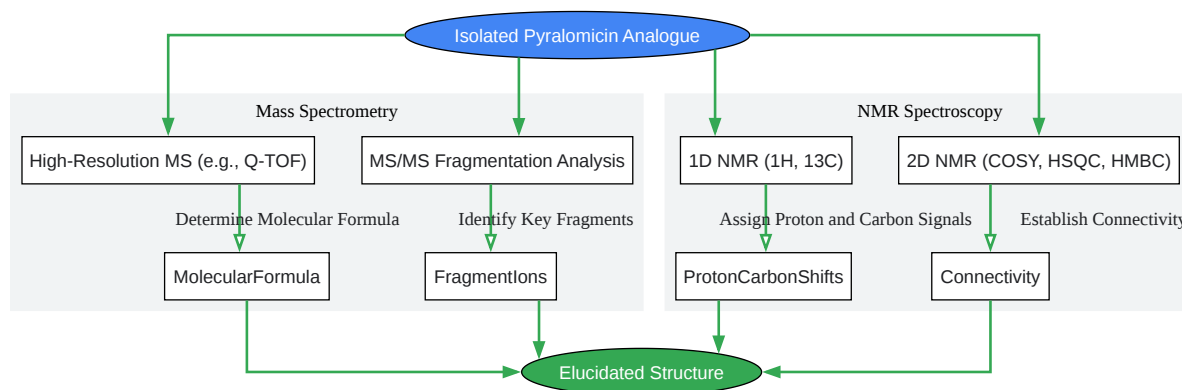 Isolated Pyralomicin Analogue
Mass Spectrometry
NMR Spectroscopy
High-Resolution MS (e.g., Q-TOF)
MS/MS Fragmentation Analysis
1D NMR (1H, 13C)
2D NMR (COSY, HSQC, HMBC)
Determine Molecular Formula
Identify Key Fragments
Assign Proton and Carbon Signals
Establish Connectivity
MolecularFormula
FragmentIons
ProtonCarbonShifts
Connectivity
Elucidated Structure